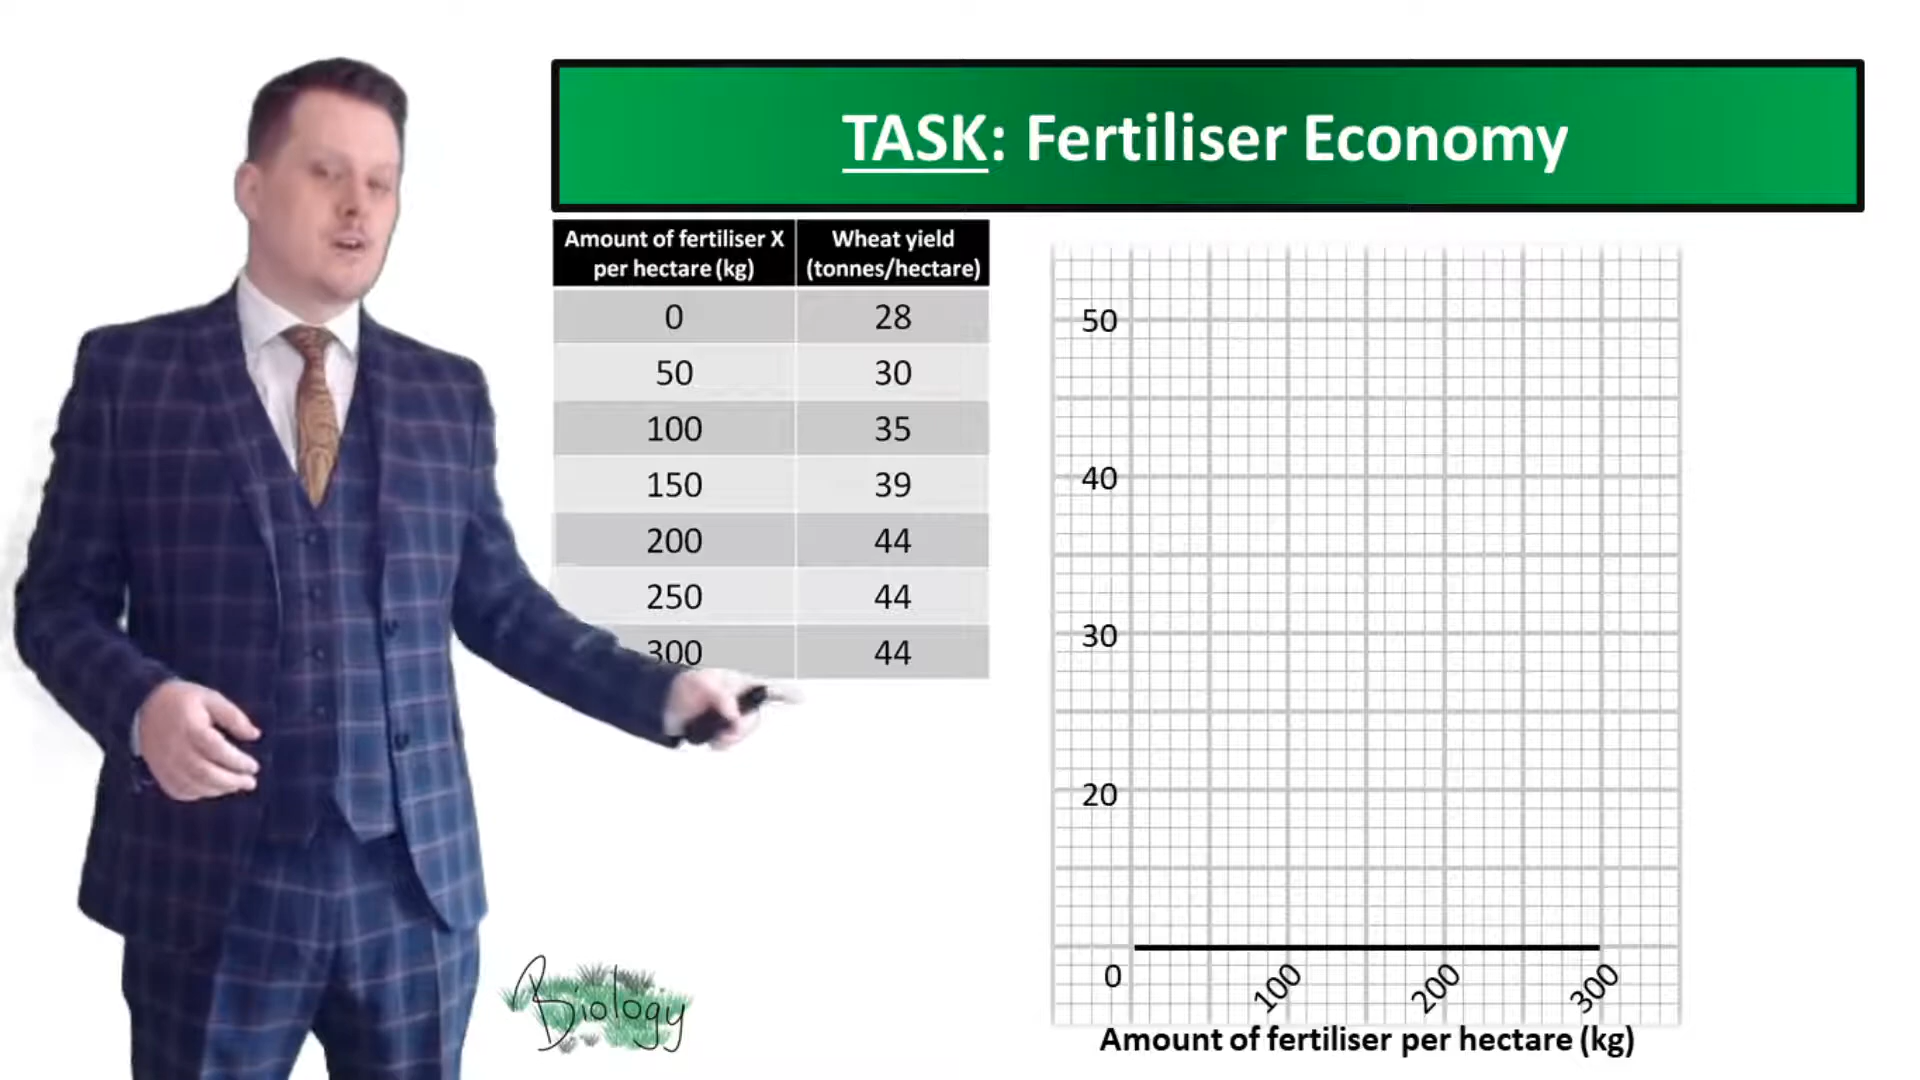 TASK: Fertiliser Economy
Amount of fertiliser X per hectare (kg) Wheat yield (tonnes/hectare)
0 28
50 30
100 35
150 39
200 44
250 44
300 44
50
40
30
20
0 100 200 300
Amount of fertiliser per hectare (kg)
Biology